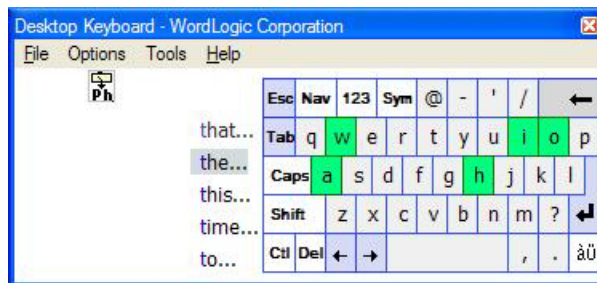 Desktop Keyboard - WordLogic Corporation
File Options Tools Help
Ph
that...
the...
this...
time...
to...
Esc Nav 123 Sym @ - ' / ←
Tab q w e r t y u i o p
Caps a s d f g h j k l
Shift z x c v b n m ? ↵
Ctl Del ← → , . àü